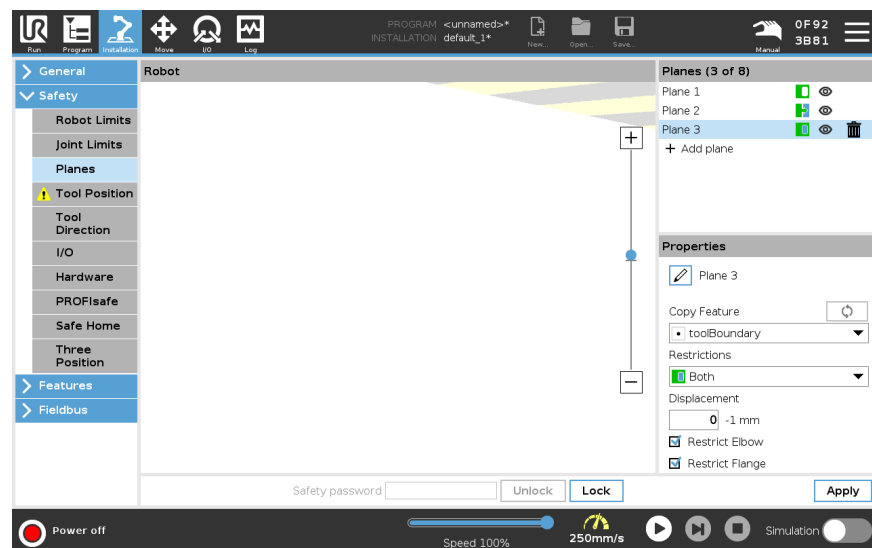 PROGRAM <unnamed>*
INSTALLATION default_1*
Run Program Installation Move I/O Log
New... Open... Save...
Manual
0F92
3B81
General
Safety
Robot Limits
Joint Limits
Planes
Tool Position
Tool
Direction
I/O
Hardware
PROFIsafe
Safe Home
Three
Position
Features
Fieldbus
Robot
Planes (3 of 8)
Plane 1
Plane 2
Plane 3
+ Add plane
Properties
Plane 3
Copy Feature
toolBoundary
Restrictions
Both
Displacement
0 -1 mm
Restrict Elbow
Restrict Flange
Safety password Unlock Lock Apply
Power off
Speed 100%
250mm/s
Simulation